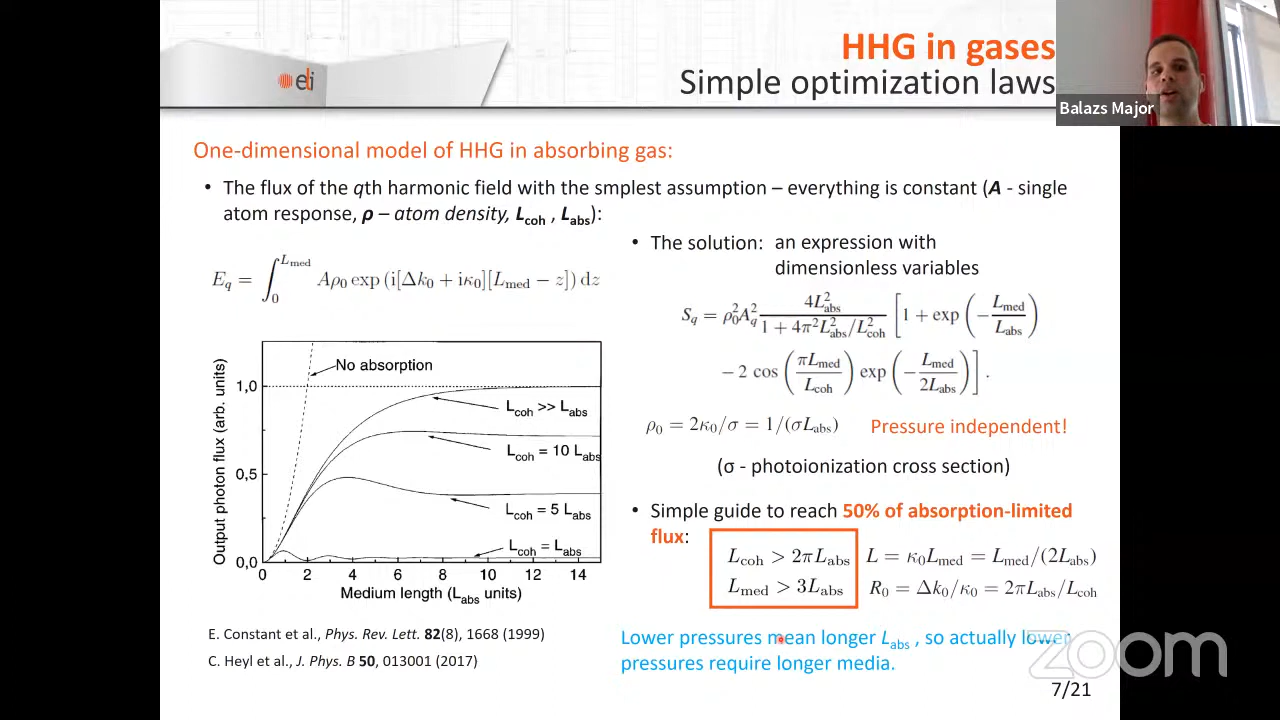 HHG in gases
Simple optimization laws
eli
Balazs Major
One-dimensional model of HHG in absorbing gas:
• The flux of the qth harmonic field with the smplest assumption – everything is constant (A - single
atom response, ρ – atom density, L_coh , L_abs):
E_q = ∫_0^{L_med} Aρ_0 exp (i[Δk_0 + iκ_0][L_med − z]) dz
Output photon flux (arb. units)
1,0
0,5
0,0
No absorption
L_coh >> L_abs
L_coh = 10 L_abs
L_coh = 5 L_abs
L_coh = L_abs
0 2 4 6 8 10 12 14
Medium length (L_abs units)
E. Constant et al., Phys. Rev. Lett. 82(8), 1668 (1999)
C. Heyl et al., J. Phys. B 50, 013001 (2017)
• The solution: an expression with
dimensionless variables
S_q = ρ_0^2 A_q^2 4L_abs^2 / (1 + 4π^2 L_abs^2/L_coh^2) [1 + exp (−L_med/L_abs)
− 2 cos (πL_med/L_coh) exp (−L_med/2L_abs)].
ρ_0 = 2κ_0/σ = 1/(σL_abs) Pressure independent!
(σ - photoionization cross section)
• Simple guide to reach 50% of absorption-limited
flux:
L_coh > 2πL_abs
L_med > 3L_abs
L = κ_0L_med = L_med/(2L_abs)
R_0 = Δk_0/κ_0 = 2πL_abs/L_coh
Lower pressures mean longer L_abs , so actually lower
pressures require longer media.
zoom
7/21